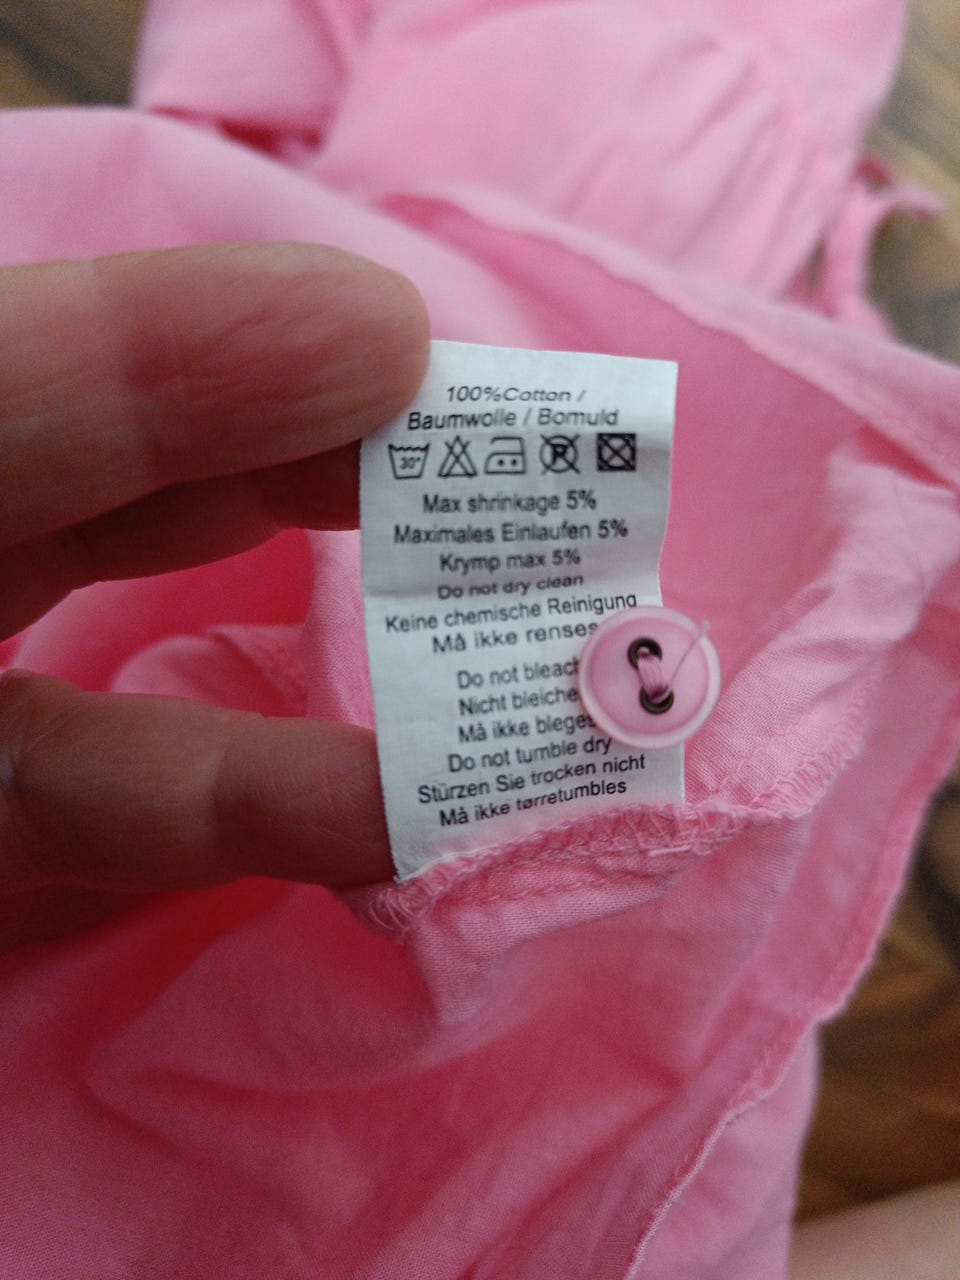 100%Cotton /
Baumwolle / Bomuld
30°
P
Max shrinkage 5%
Maximales Einlaufen 5%
Krymp max 5%
Do not dry clean
Keine chemische Reinigung
Må ikke renses
Do not bleach
Nicht bleiche
Må ikke bleges
Do not tumble dry
Stürzen Sie trocken nicht
Må ikke tørretumbles